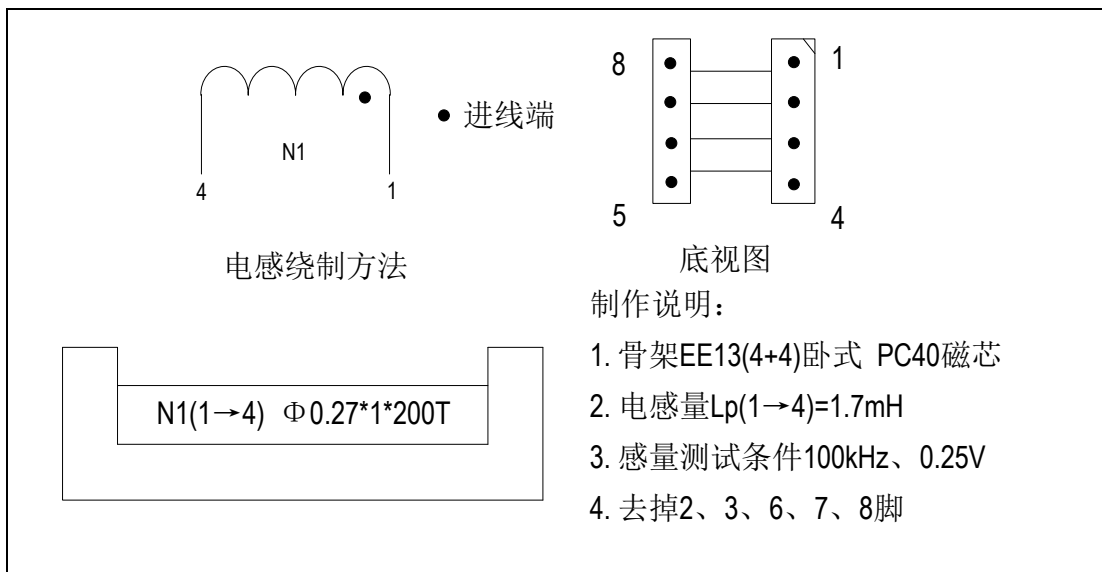 N1
4
1
● 进线端
电感绕制方法
8
1
5
4
底视图
N1(1→4) Φ0.27*1*200T
制作说明：
1. 骨架EE13(4+4)卧式 PC40磁芯
2. 电感量Lp(1→4)=1.7mH
3. 感量测试条件100kHz、0.25V
4. 去掉2、3、6、7、8脚